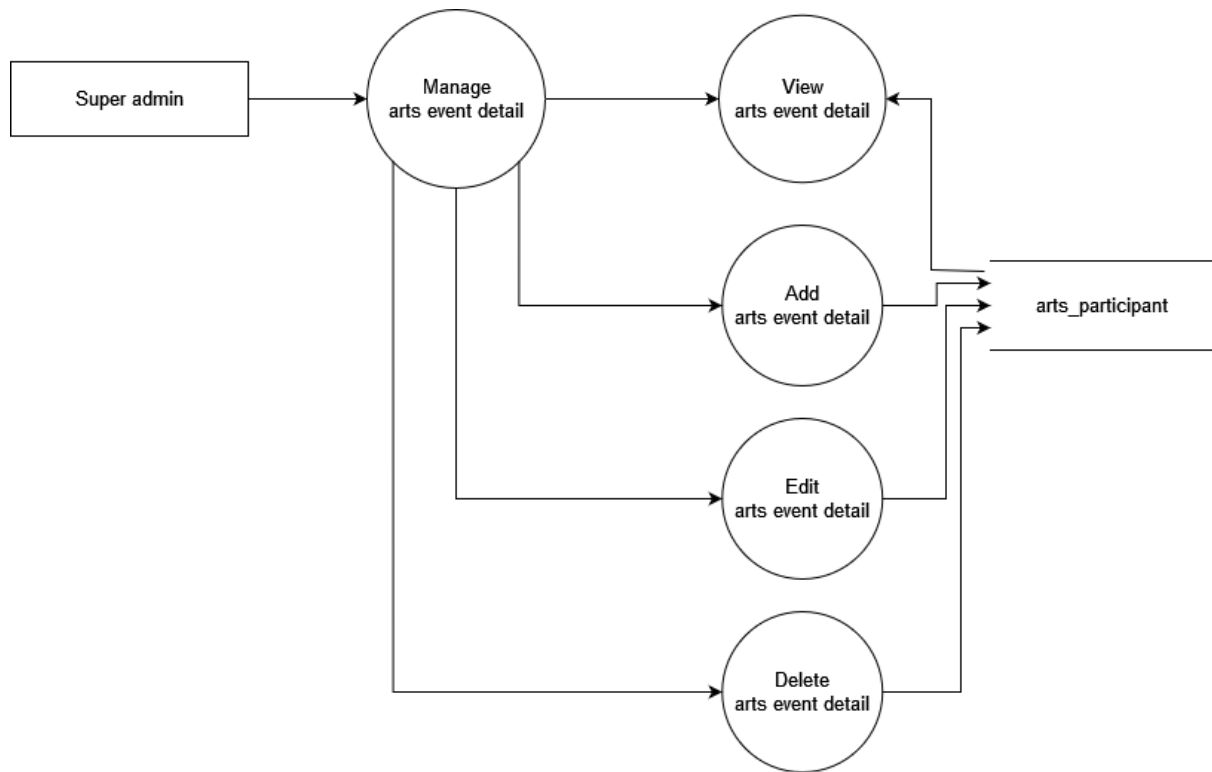 Super admin
Manage
arts event detail
View
arts event detail
Add
arts event detail
arts_participant
Edit
arts event detail
Delete
arts event detail